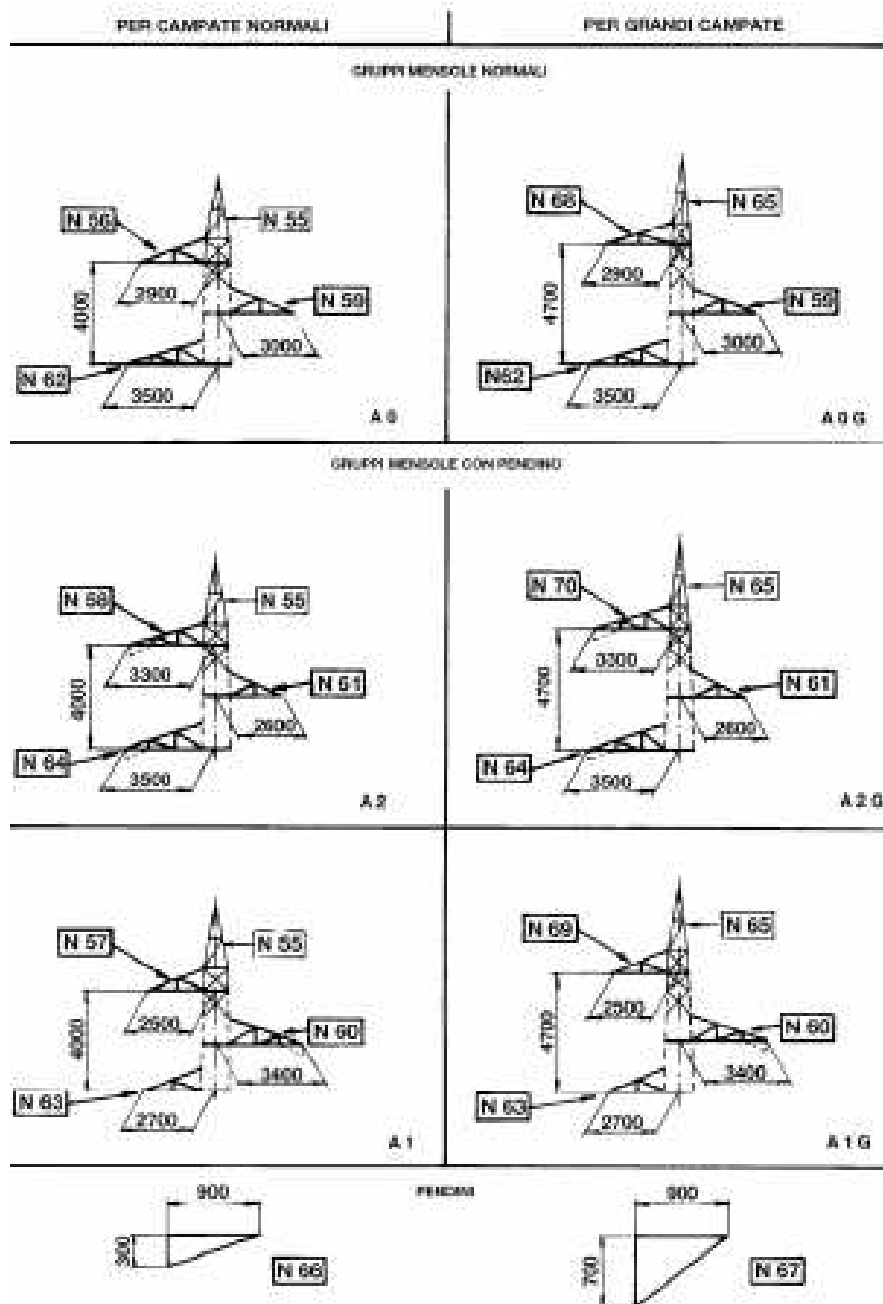 PER CAMPATE NORMALI
PER GRANDI CAMPATE
GRUPPI MENSOLE NORMALI
N 56
N 55
2900
4000
N 59
3000
N 62
3500
A 0
N 68
N 65
2900
4700
N 59
3000
N62
3500
A 0 G
GRUPPI MENSOLE CON PENDINO
N 58
N 55
3300
4000
N 61
2600
N 64
3500
A 2
N 70
N 65
3300
4700
N 61
2600
N 64
3500
A 2 G
N 57
N 55
2500
4000
N 60
3400
N 63
2700
A 1
N 69
N 65
2500
4700
N 60
3400
N 63
2700
A 1 G
PENDINI
900
300
N 66
900
700
N 67